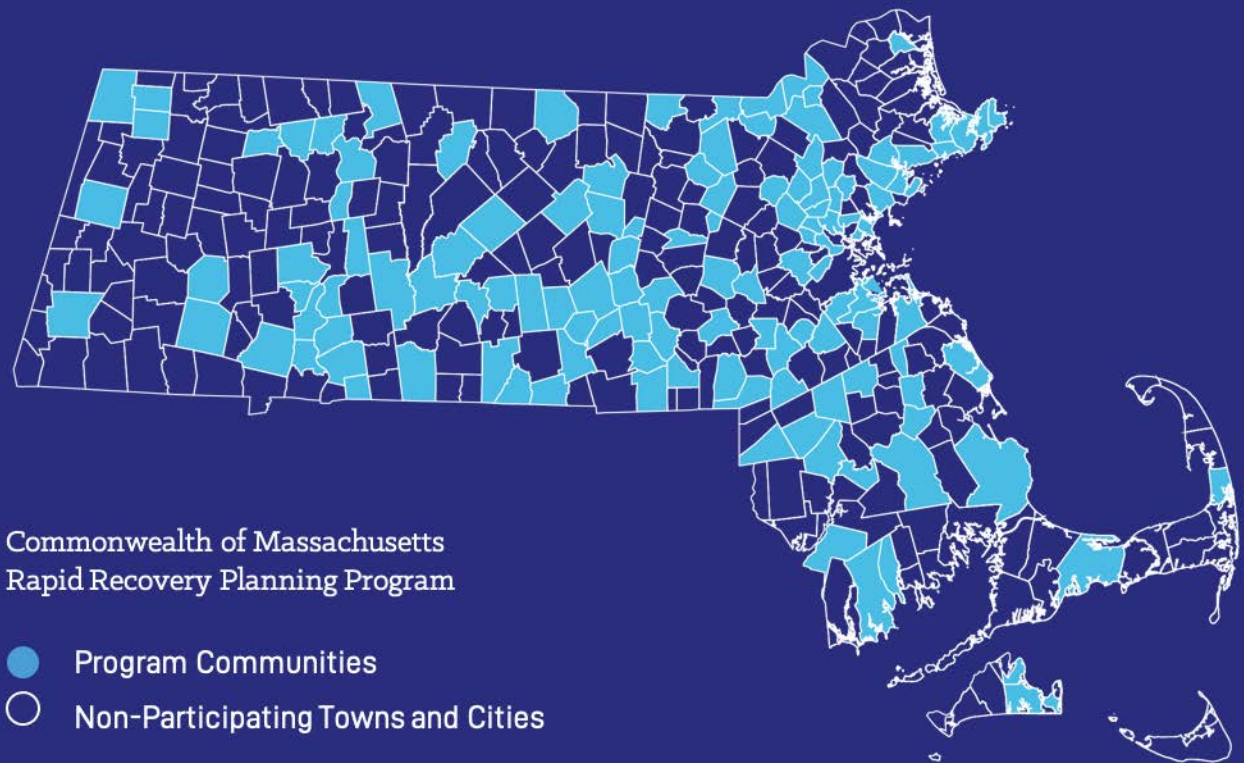 Commonwealth of Massachusetts
Rapid Recovery Planning Program
Program Communities
Non-Participating Towns and Cities